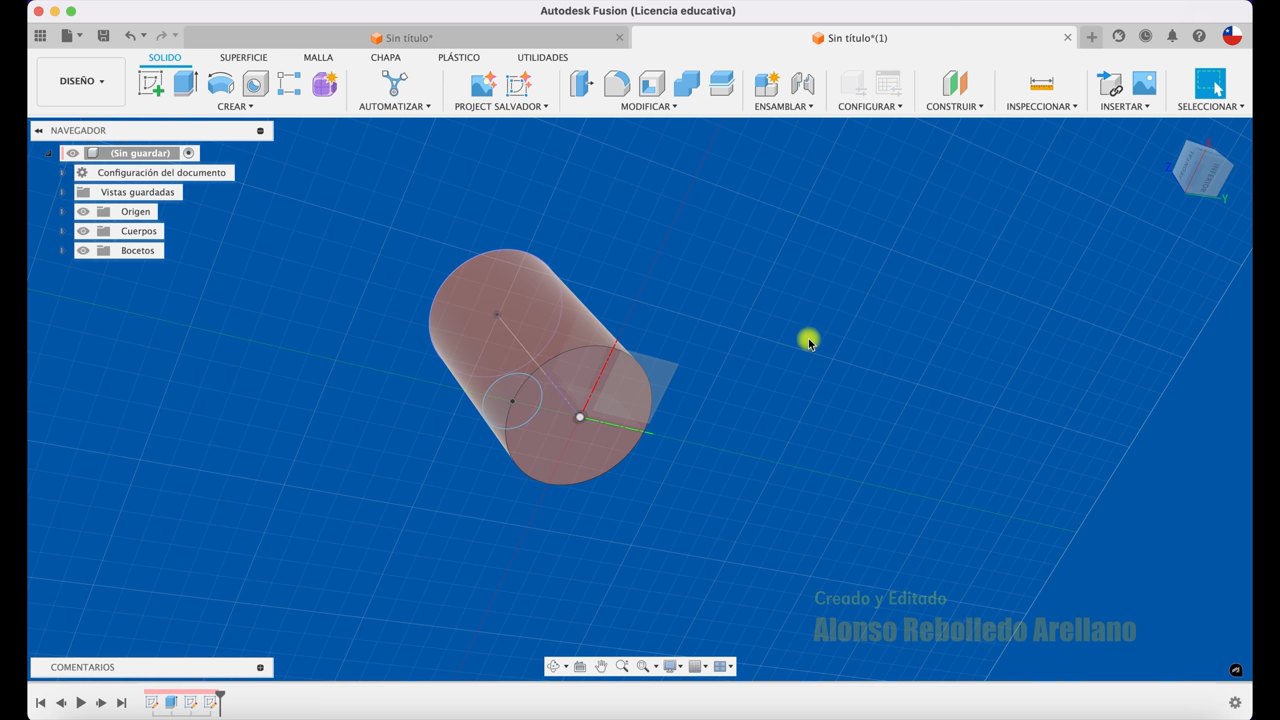 Autodesk Fusion (Licencia educativa)
Sin título*
Sin título*(1)
DISEÑO
SOLIDO
SUPERFICIE
MALLA
CHAPA
PLÁSTICO
UTILIDADES
CREAR
AUTOMATIZAR
PROJECT SALVADOR
MODIFICAR
ENSAMBLAR
CONFIGURAR
CONSTRUIR
INSPECCIONAR
INSERTAR
SELECCIONAR
NAVEGADOR
(Sin guardar)
Configuración del documento
Vistas guardadas
Origen
Cuerpos
Bocetos
Z
Y
Creado y Editado
Alonso Rebolledo Arellano
COMENTARIOS